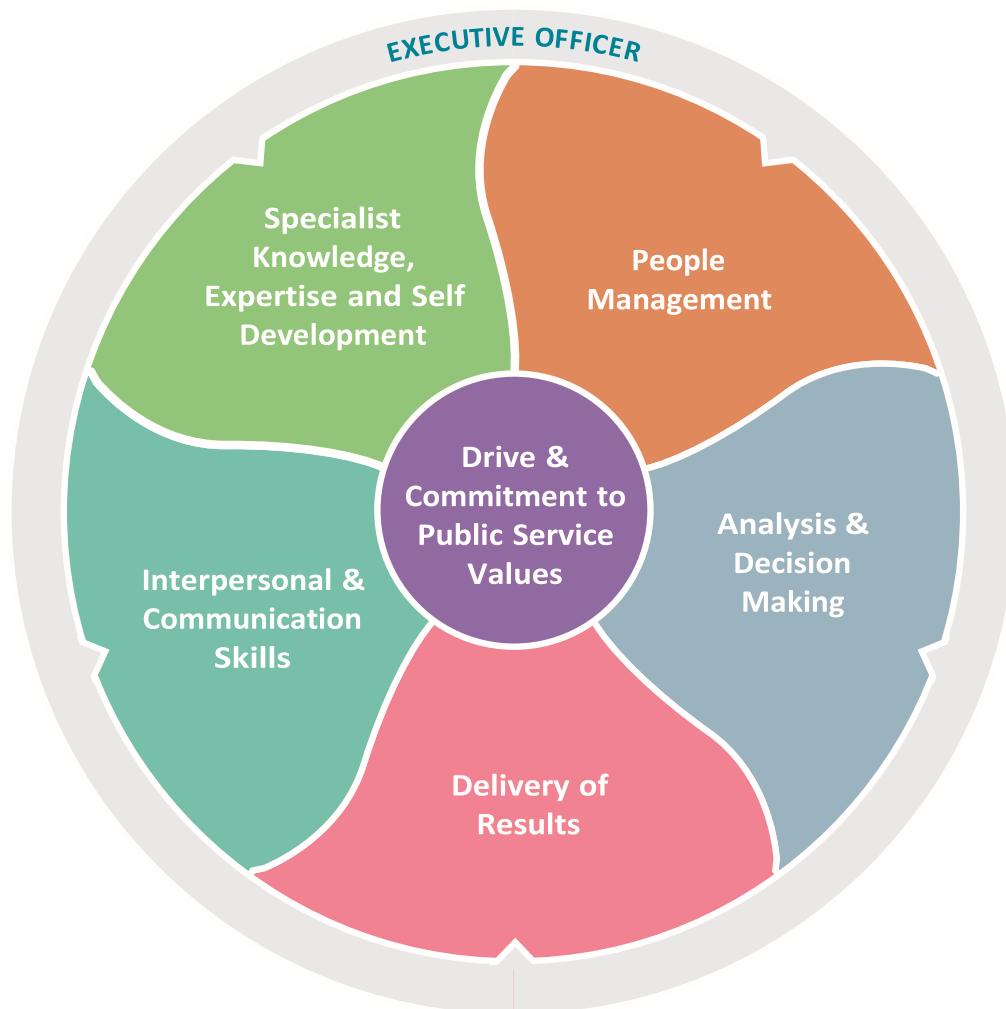 EXECUTIVE OFFICER
Specialist
Knowledge,
Expertise and Self
Development
People
Management
Drive &
Commitment to
Public Service
Values
Analysis &
Decision
Making
Interpersonal &
Communication
Skills
Delivery of
Results